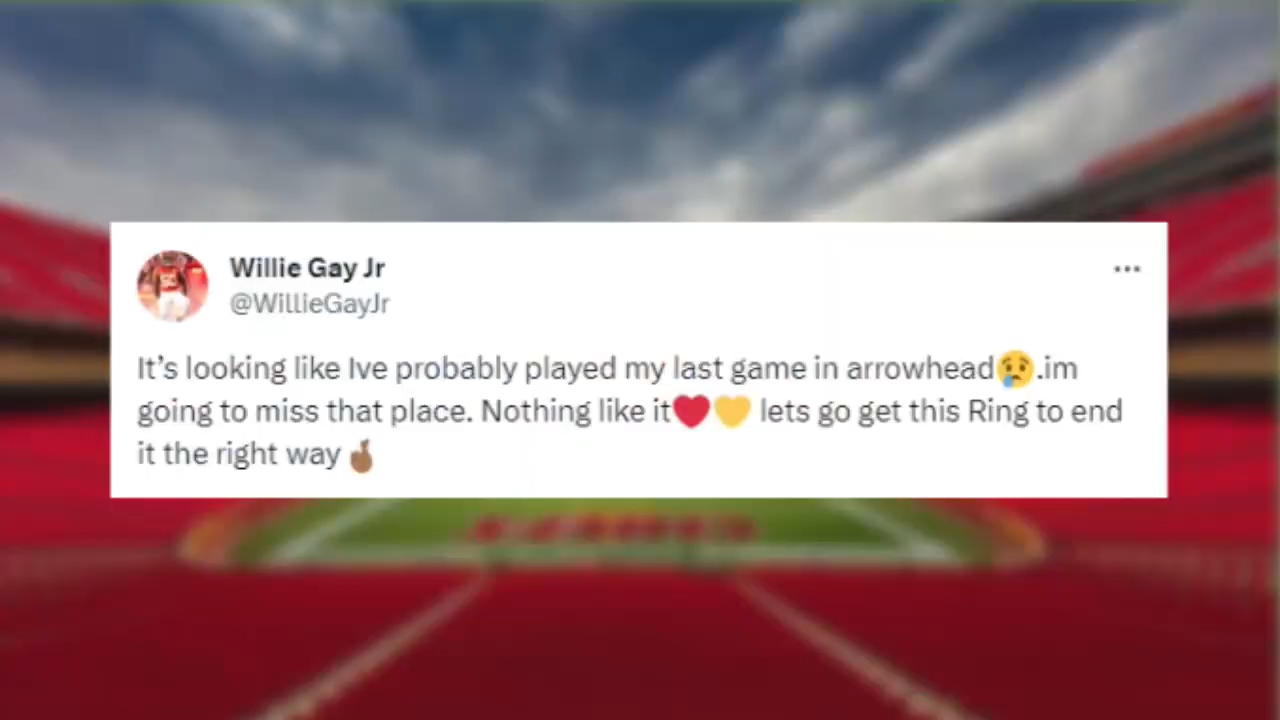 Willie Gay Jr
@WillieGayJr
It’s looking like Ive probably played my last game in arrowhead😢.im
going to miss that place. Nothing like it❤️💛 lets go get this Ring to end
it the right way🤞🏾